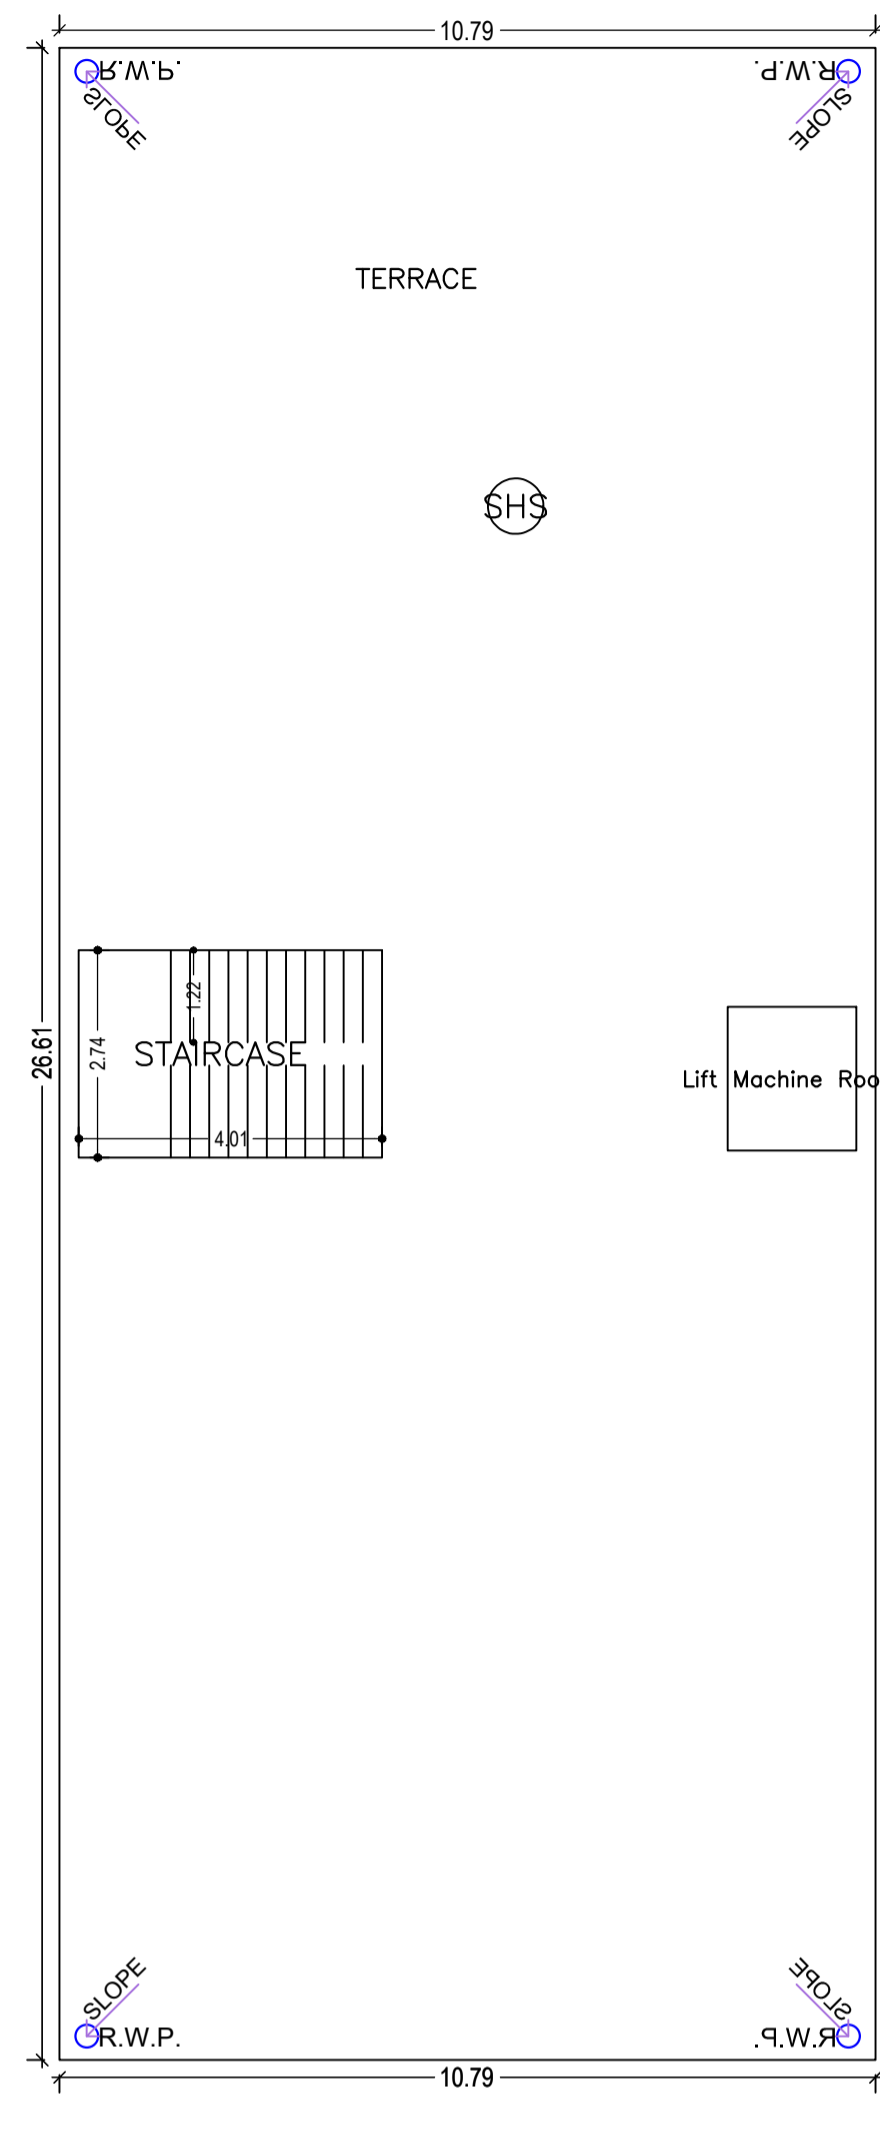 10.79
R.W.P.
R.W.P.
SLOPE
SLOPE
TERRACE
SHS
1.22
26.61
2.74
STAIRCASE
Lift Machine Roo
4.01
SLOPE
SLOPE
R.W.P.
R.W.P.
10.79